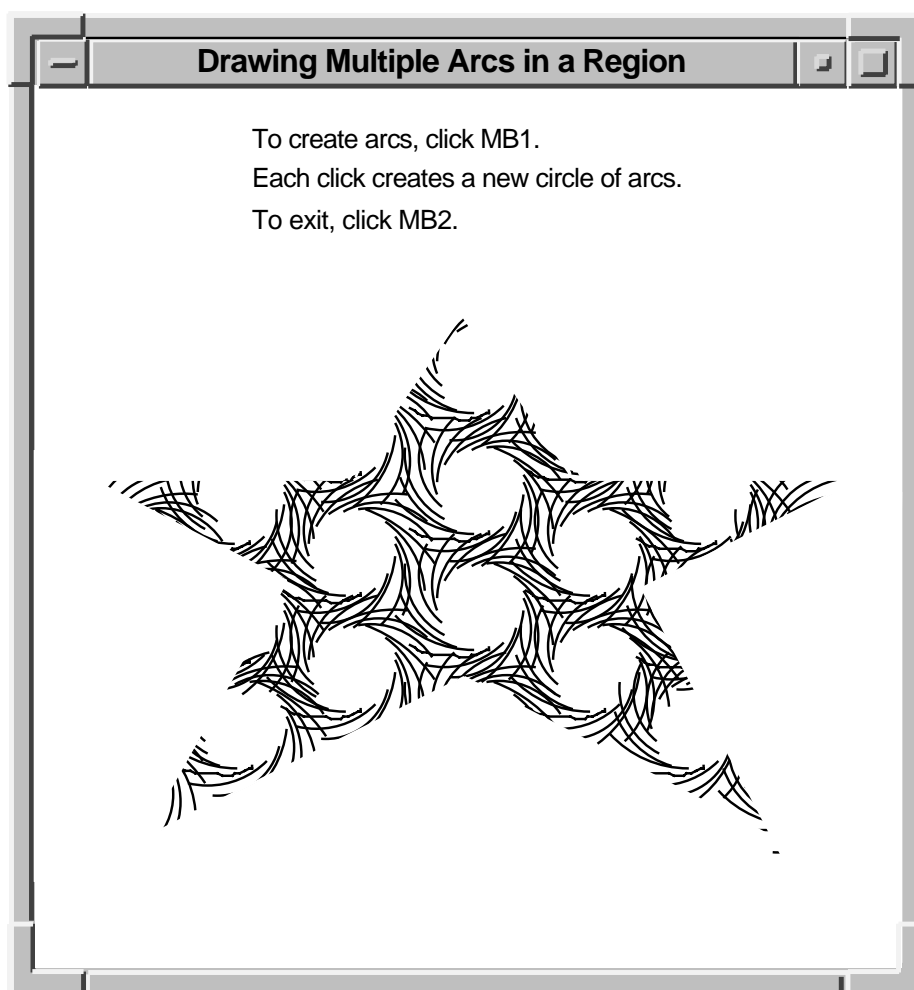 Drawing Multiple Arcs in a Region
To create arcs, click MB1.
Each click creates a new circle of arcs.
To exit, click MB2.